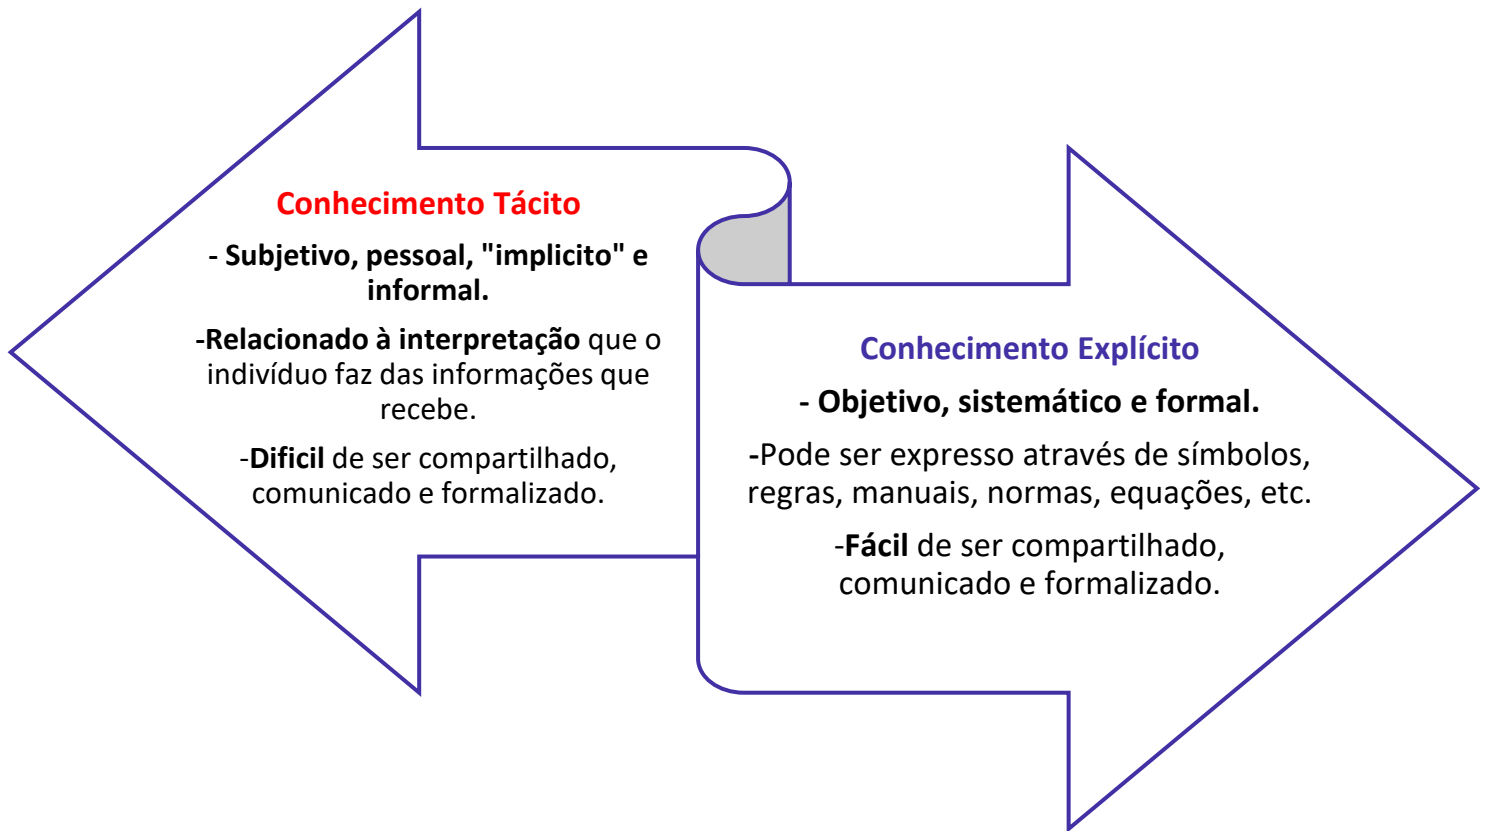 Conhecimento Tácito
- Subjetivo, pessoal, "implicito" e
informal.
-Relacionado à interpretação que o
indivíduo faz das informações que
recebe.
-Dificil de ser compartilhado,
comunicado e formalizado.
Conhecimento Explícito
- Objetivo, sistemático e formal.
-Pode ser expresso através de símbolos,
regras, manuais, normas, equações, etc.
-Fácil de ser compartilhado,
comunicado e formalizado.